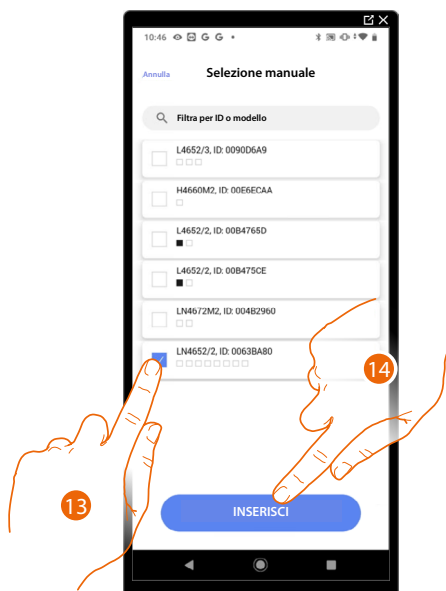 10:46 G G
Annulla Selezione manuale
Filtra per ID o modello
L4652/3, ID: 0090D6A9
H4660M2, ID: 00E6ECAA
L4652/2, ID: 00B4765D
L4652/2, ID: 00B475CE
LN4672M2, ID: 004B2960
LN4652/2, ID: 0063BA80
14
13
INSERISCI